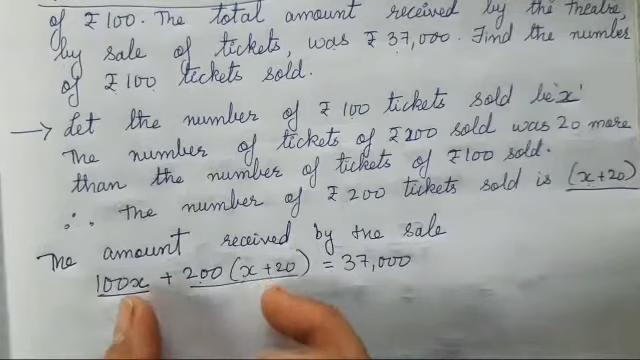 of ₹100. The total amount received by the theatre,
by sale of tickets, was ₹ 37,000. Find the number
of ₹100 tickets sold.
→ Let the number of ₹100 tickets sold be 'x'
The number of tickets of ₹200 sold was 20 more
than the number of tickets of ₹100 sold.
∴ The number of ₹200 tickets sold is (x+20)
The amount received by the sale
100x + 200 (x+20) = 37,000